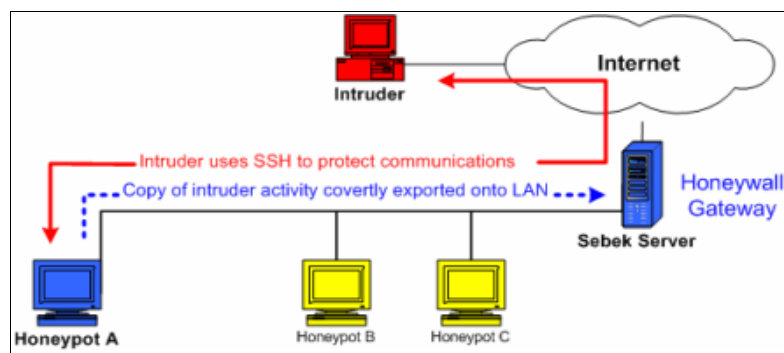 Internet
Intruder
Intruder uses SSH to protect communications
Copy of intruder activity covertly exported onto LAN
Honeywall
Gateway
Sebek Server
Honeypot A
Honeypot B
Honeypot C